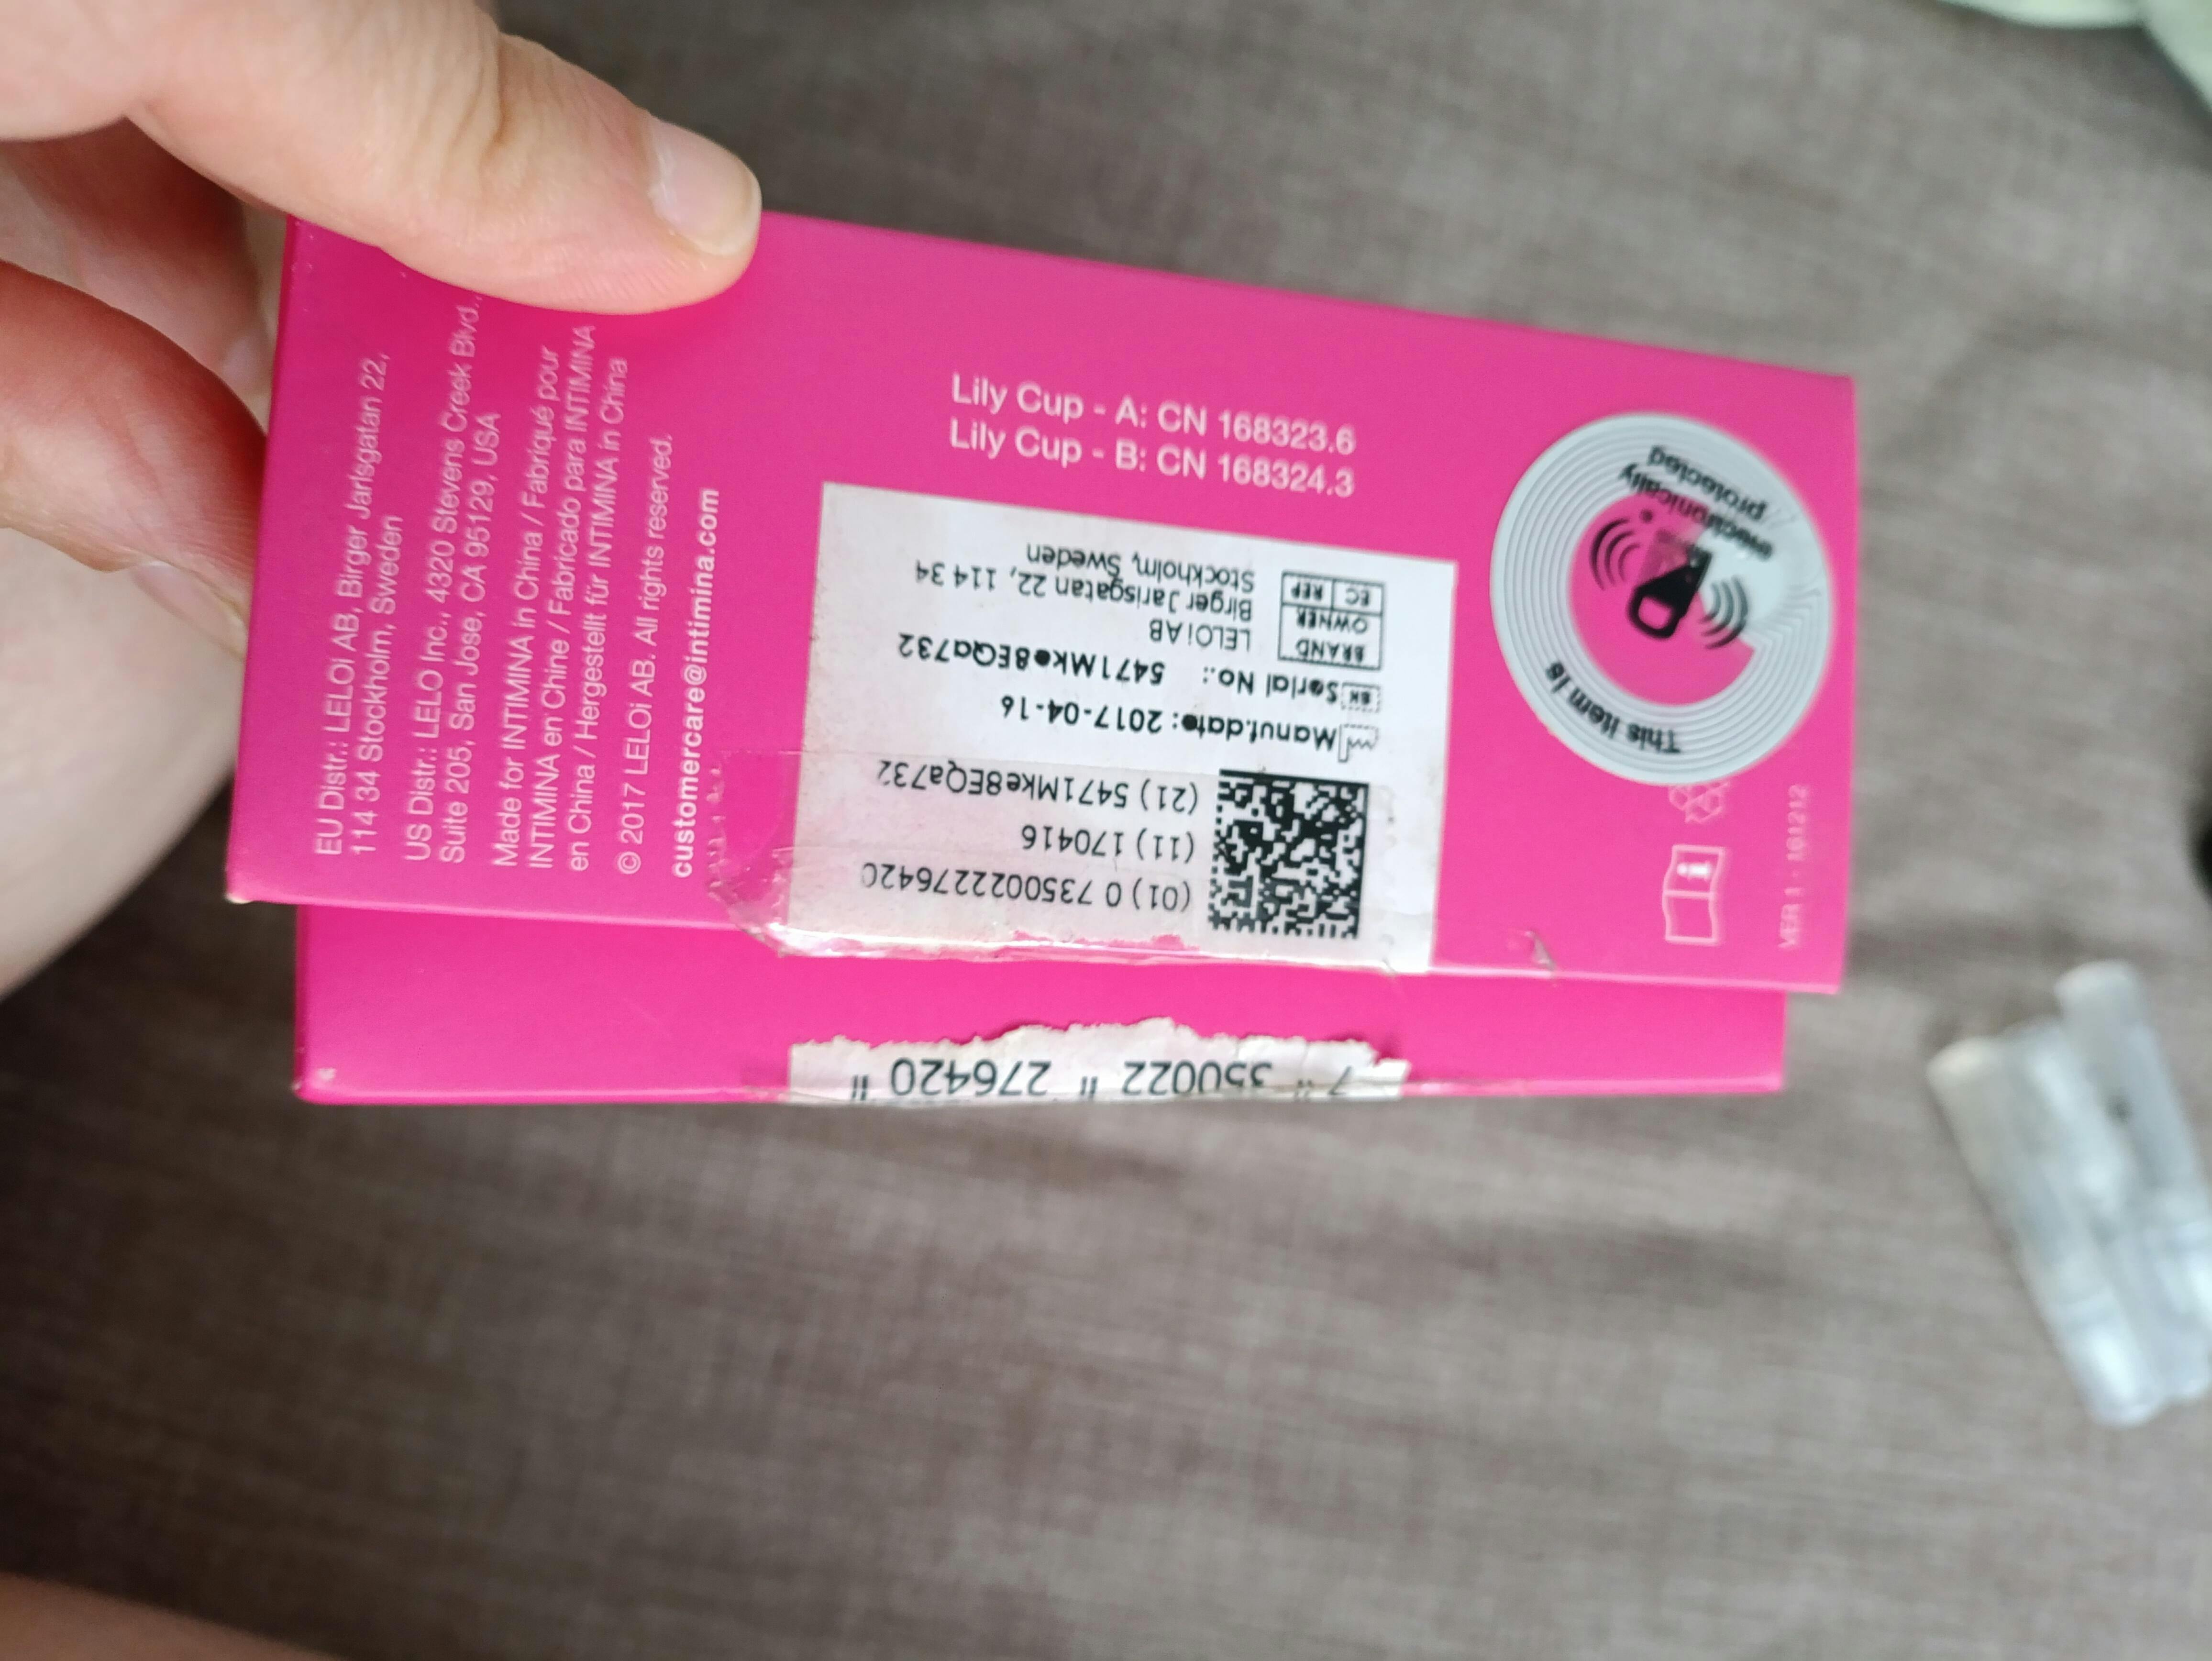 EU Distr.: LELOi AB, Birger Jarlsgatan 22,
114 34 Stockholm, Sweden
US Distr.: LELO Inc., 4320 Stevens Creek Blvd.,
Suite 205, San Jose, CA 95129, USA
Made for INTIMINA in China / Fabriqué pour
INTIMINA en Chine / Fabricado para INTIMINA
en China / Hergestellt für INTIMINA in China
© 2017 LELOi AB. All rights reserved.
customercare@intimina.com
Lily Cup - A: CN 168323.6
Lily Cup - B: CN 168324.3
(01) 0 7350022276420
(11) 170416
(21) 5471Mke8EQa732
Manuf.date: 2017-04-16
SN Serial No.: 5471Mke8EQa732
BRAND OWNER
EC REP
LELOi AB
Birger Jarlsgatan 22, 114 34
Stockholm, Sweden
This item is
electronically
protected
VER 1 - 161212
7 350022 276420